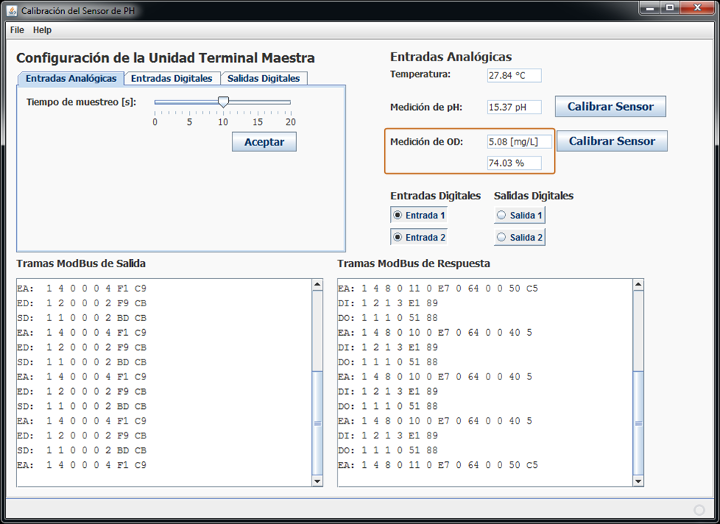 Calibración del Sensor de PH
File Help
Configuración de la Unidad Terminal Maestra
Entradas Analógicas Entradas Digitales Salidas Digitales
Tiempo de muestreo [s]:
0 5 10 15 20
Aceptar
Entradas Analógicas
Temperatura: 27.84 °C
Medición de pH: 15.37 pH Calibrar Sensor
Medición de OD: 5.08 [mg/L] Calibrar Sensor
74.03 %
Entradas Digitales Salidas Digitales
Entrada 1 Salida 1
Entrada 2 Salida 2
Tramas ModBus de Salida
EA: 1 4 0 0 0 4 F1 C9
ED: 1 2 0 0 0 2 F9 CB
SD: 1 1 0 0 0 2 BD CB
EA: 1 4 0 0 0 4 F1 C9
ED: 1 2 0 0 0 2 F9 CB
SD: 1 1 0 0 0 2 BD CB
EA: 1 4 0 0 0 4 F1 C9
ED: 1 2 0 0 0 2 F9 CB
SD: 1 1 0 0 0 2 BD CB
EA: 1 4 0 0 0 4 F1 C9
ED: 1 2 0 0 0 2 F9 CB
SD: 1 1 0 0 0 2 BD CB
EA: 1 4 0 0 0 4 F1 C9
Tramas ModBus de Respuesta
EA: 1 4 8 0 11 0 E7 0 64 0 0 50 C5
DI: 1 2 1 3 E1 89
DO: 1 1 1 0 51 88
EA: 1 4 8 0 10 0 E7 0 64 0 0 40 5
DI: 1 2 1 3 E1 89
DO: 1 1 1 0 51 88
EA: 1 4 8 0 10 0 E7 0 64 0 0 40 5
DI: 1 2 1 3 E1 89
DO: 1 1 1 0 51 88
EA: 1 4 8 0 10 0 E7 0 64 0 0 40 5
DI: 1 2 1 3 E1 89
DO: 1 1 1 0 51 88
EA: 1 4 8 0 11 0 E7 0 64 0 0 50 C5